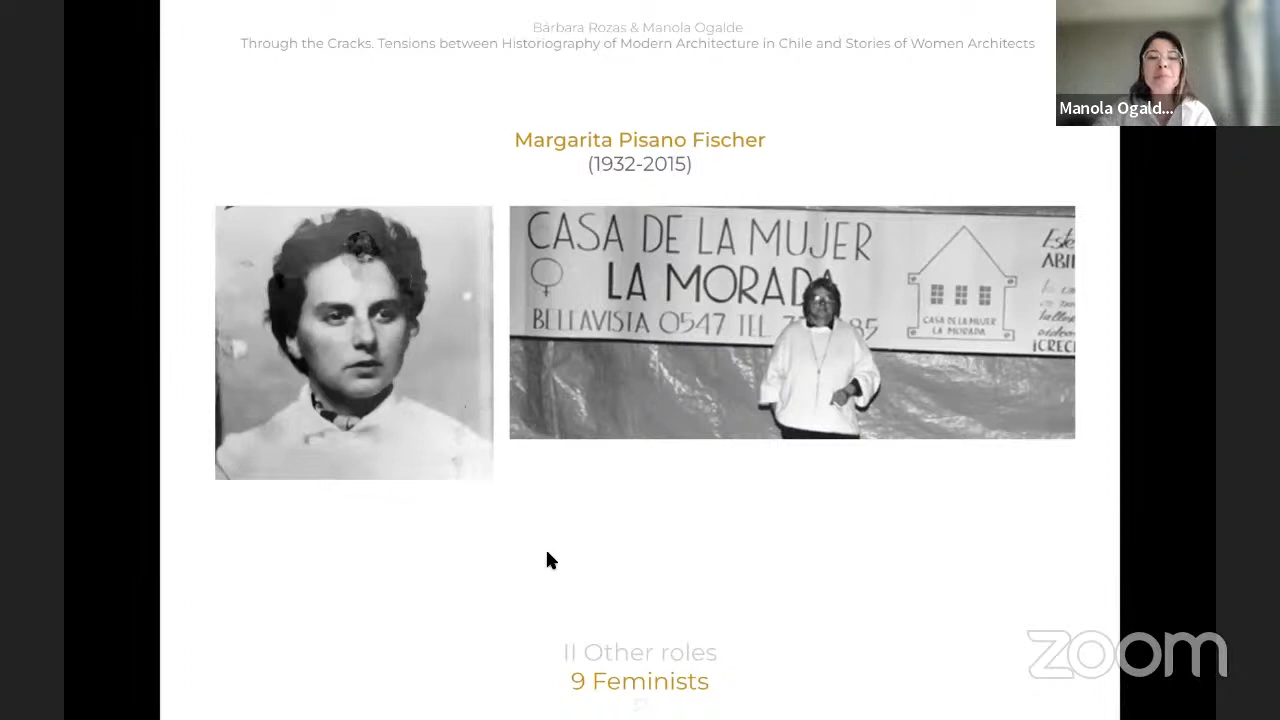 Bárbara Rozas & Manola Ogalde
Through the Cracks. Tensions between Historiography of Modern Architecture in Chile and Stories of Women Architects
Manola Ogald...
Margarita Pisano Fischer
(1932-2015)
CASA DE LA MUJER
LA MORADA
BELLAVISTA 0547 TEL
CASA DE LA MUJER
LA MORADA
II Other roles
9 Feminists
zoom